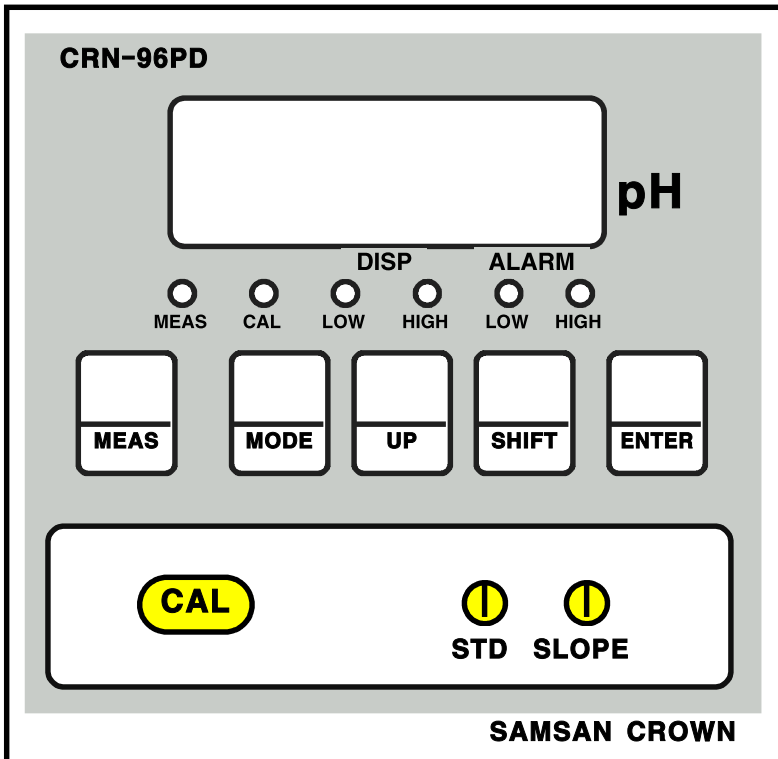 CRN-96PD
pH
DISP ALARM
MEAS CAL LOW HIGH LOW HIGH
MEAS MODE UP SHIFT ENTER
CAL
STD SLOPE
SAMSAN CROWN